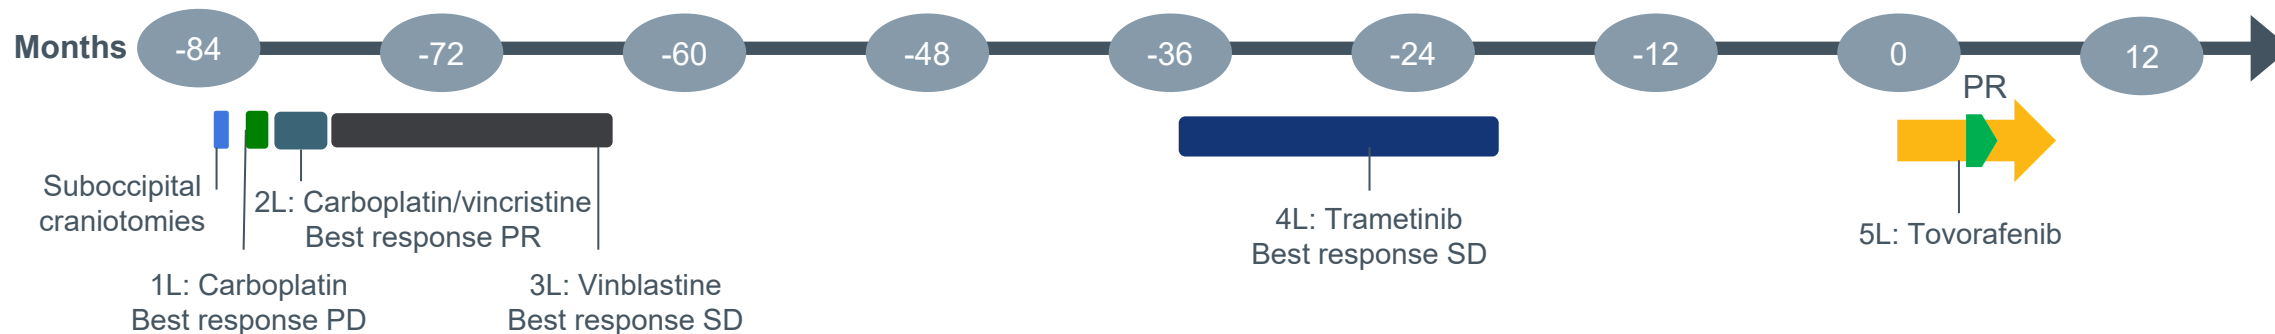 Months -84 -72 -60 -48 -36 -24 -12 0 12
PR
Suboccipital
craniotomies
2L: Carboplatin/vincristine
Best response PR
1L: Carboplatin
Best response PD
3L: Vinblastine
Best response SD
4L: Trametinib
Best response SD
5L: Tovorafenib